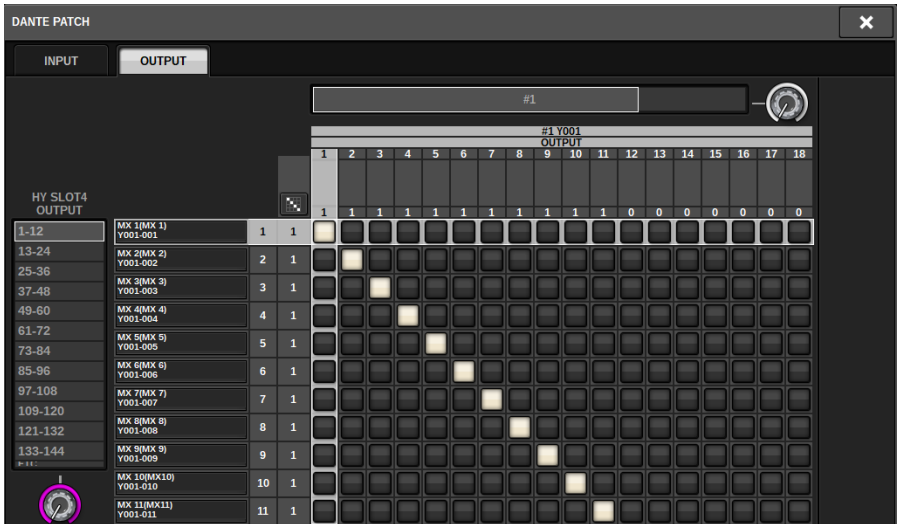 DANTE PATCH
INPUT
OUTPUT
#1
#1 Y001
OUTPUT
1 2 3 4 5 6 7 8 9 10 11 12 13 14 15 16 17 18
HY SLOT4
OUTPUT
1 1 1 1 1 1 1 1 1 1 1 0 0 0 0 0 0 0
1-12
13-24
25-36
37-48
49-60
61-72
73-84
85-96
97-108
109-120
121-132
133-144
MX 1(MX 1)
Y001-001
1 1
MX 2(MX 2)
Y001-002
2 1
MX 3(MX 3)
Y001-003
3 1
MX 4(MX 4)
Y001-004
4 1
MX 5(MX 5)
Y001-005
5 1
MX 6(MX 6)
Y001-006
6 1
MX 7(MX 7)
Y001-007
7 1
MX 8(MX 8)
Y001-008
8 1
MX 9(MX 9)
Y001-009
9 1
MX 10(MX10)
Y001-010
10 1
MX 11(MX11)
Y001-011
11 1